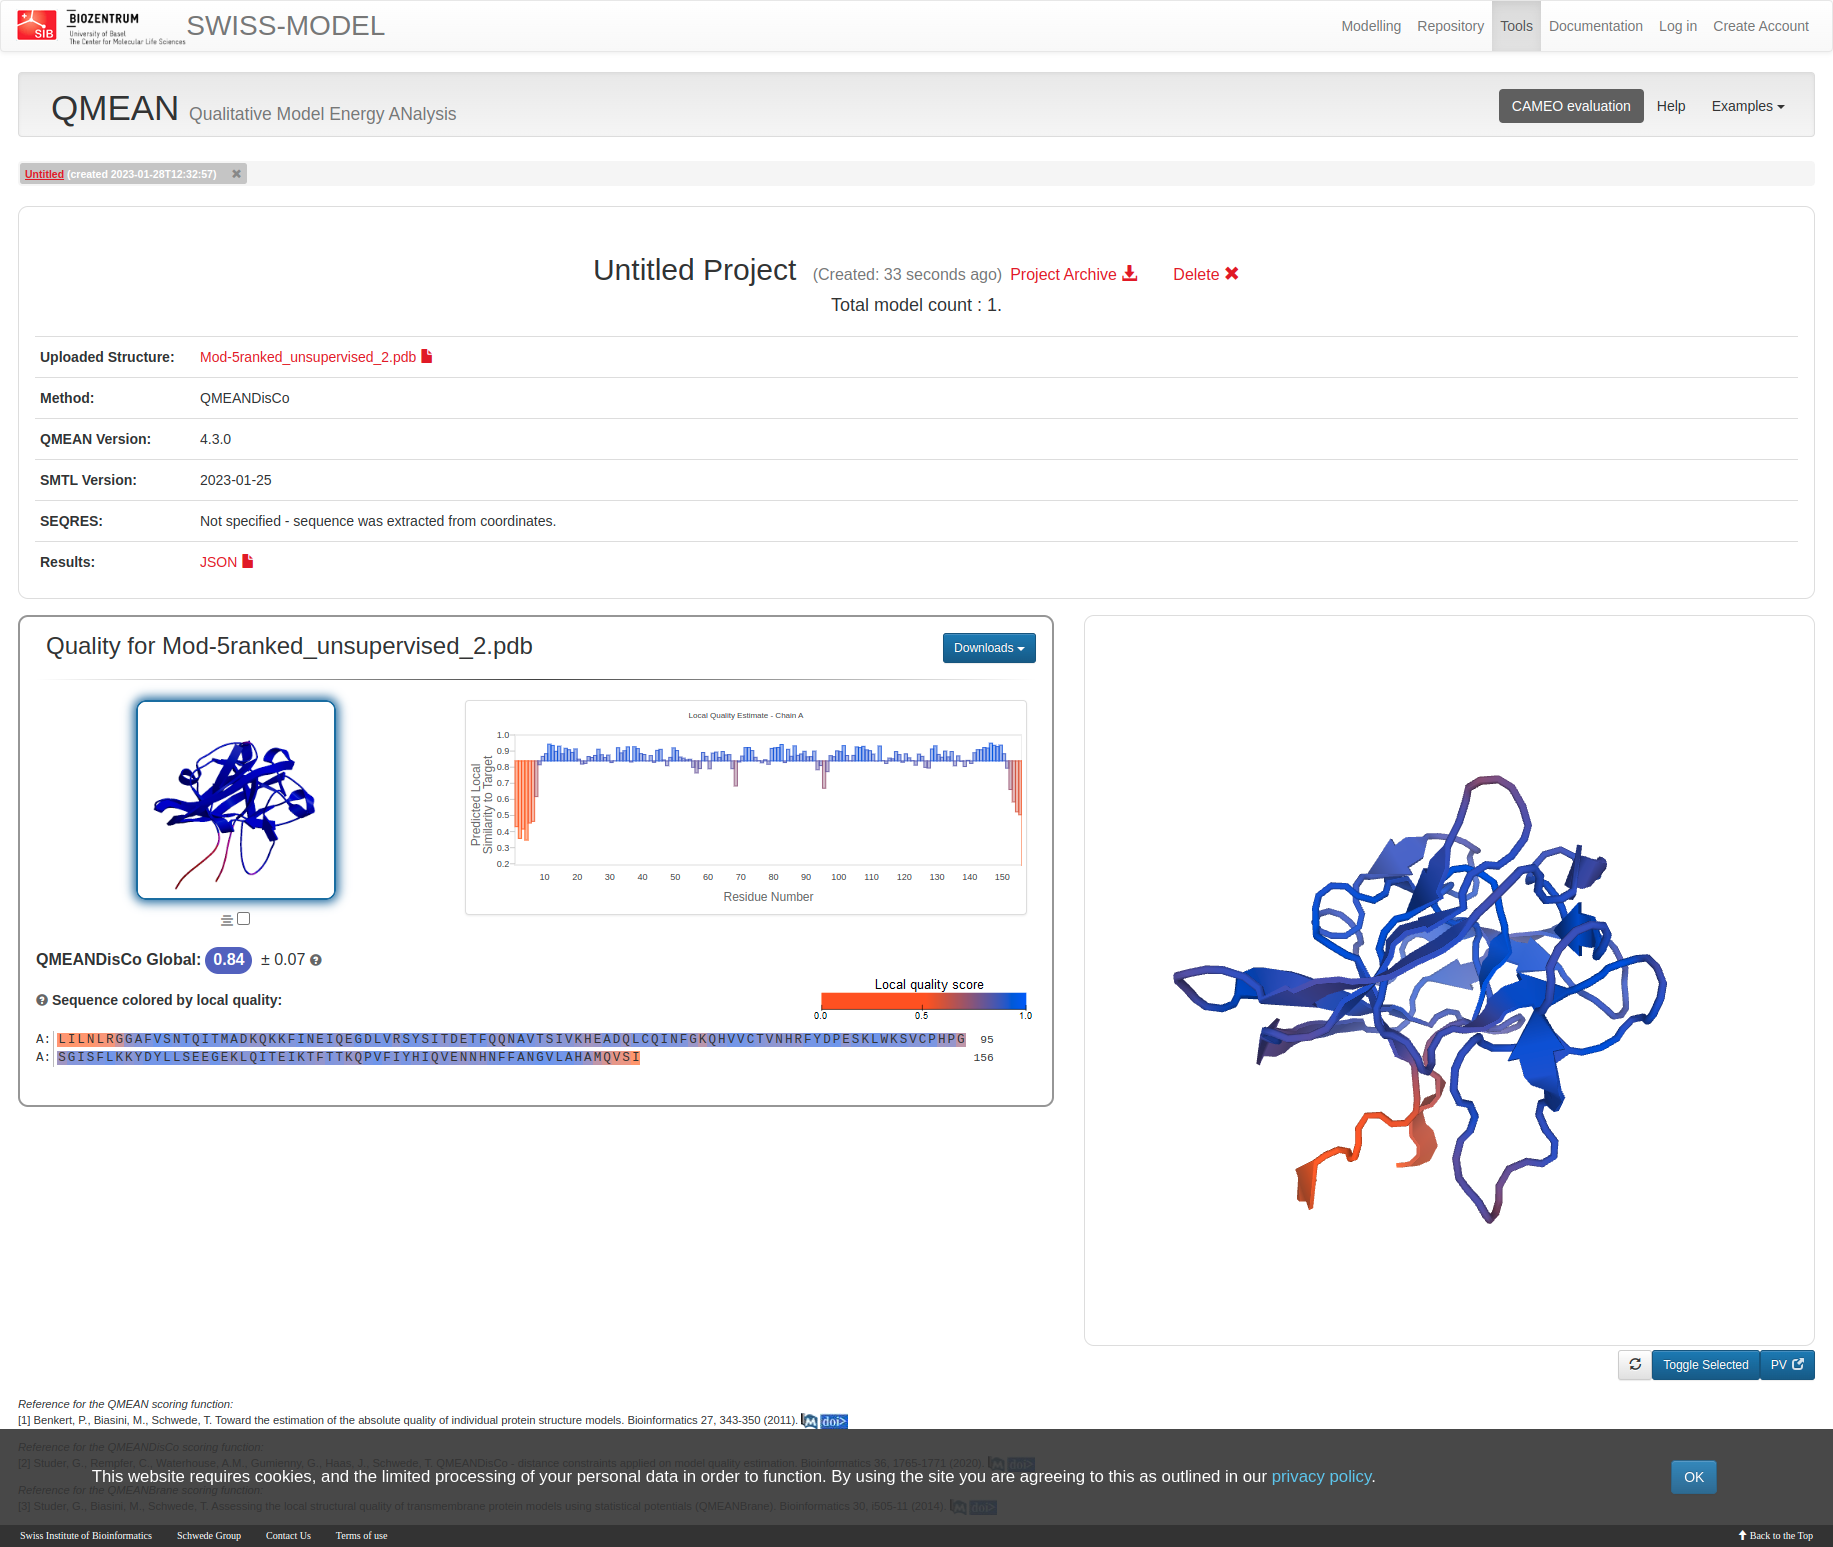 SIB
BIOZENTRUM
University of Basel
The Center for Molecular Life Sciences
SWISS-MODEL
Modelling Repository Tools Documentation Log in Create Account
QMEAN Qualitative Model Energy ANalysis
CAMEO evaluation Help Examples
Untitled (created 2023-01-28T12:32:57)
Untitled Project (Created: 33 seconds ago) Project Archive Delete
Total model count : 1.
Uploaded Structure: Mod-5ranked_unsupervised_2.pdb
Method: QMEANDisCo
QMEAN Version: 4.3.0
SMTL Version: 2023-01-25
SEQRES: Not specified - sequence was extracted from coordinates.
Results: JSON
Quality for Mod-5ranked_unsupervised_2.pdb
Downloads
Local Quality Estimate - Chain A
Predicted Local
Similarity to Target
1.0
0.9
0.8
0.7
0.6
0.5
0.4
0.3
0.2
10 20 30 40 50 60 70 80 90 100 110 120 130 140 150
Residue Number
QMEANDisCo Global: 0.84 ± 0.07
Sequence colored by local quality:
Local quality score
0.0 0.5 1.0
A: LILNLRGGAFVSNTQITMADKQKKFINEIQEGDLVRSYSITDETFQQNAVTSIVKHEADQLCQINFGKQHVVCTVNHRFYDPESKLWKSVCPHPG 95
A: SGISFLKKYDYLLSEEGEKLQITEIKTFTTKQPVFIYHIQVENNHNFFANGVLAHAMQVSI 156
Toggle Selected PV
Reference for the QMEAN scoring function:
[1] Benkert, P., Biasini, M., Schwede, T. Toward the estimation of the absolute quality of individual protein structure models. Bioinformatics 27, 343-350 (2011). doi>
Reference for the QMEANDisCo scoring function:
[2] Studer, G., Rempfer, C., Waterhouse, A.M., Gumienny, G., Haas, J., Schwede, T. QMEANDisCo - distance constraints applied on model quality estimation. Bioinformatics 36, 1765-1771 (2020). doi>
This website requires cookies, and the limited processing of your personal data in order to function. By using the site you are agreeing to this as outlined in our privacy policy.
OK
Reference for the QMEANBrane scoring function:
[3] Studer, G., Biasini, M., Schwede, T. Assessing the local structural quality of transmembrane protein models using statistical potentials (QMEANBrane). Bioinformatics 30, i505-11 (2014). doi>
Swiss Institute of Bioinformatics Schwede Group Contact Us Terms of use
Back to the Top